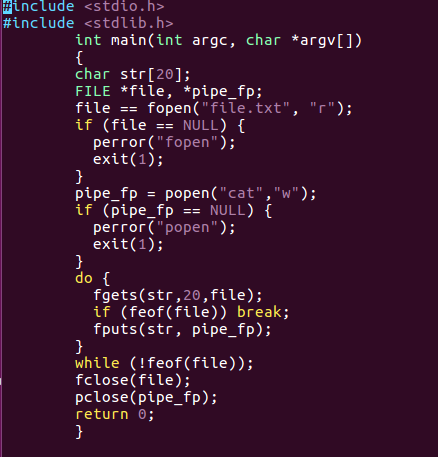 #include <stdio.h>
#include <stdlib.h>
int main(int argc, char *argv[])
{
char str[20];
FILE *file, *pipe_fp;
file == fopen("file.txt", "r");
if (file == NULL) {
perror("fopen");
exit(1);
}
pipe_fp = popen("cat","w");
if (pipe_fp == NULL) {
perror("popen");
exit(1);
}
do {
fgets(str,20,file);
if (feof(file)) break;
fputs(str, pipe_fp);
}
while (!feof(file));
fclose(file);
pclose(pipe_fp);
return 0;
}